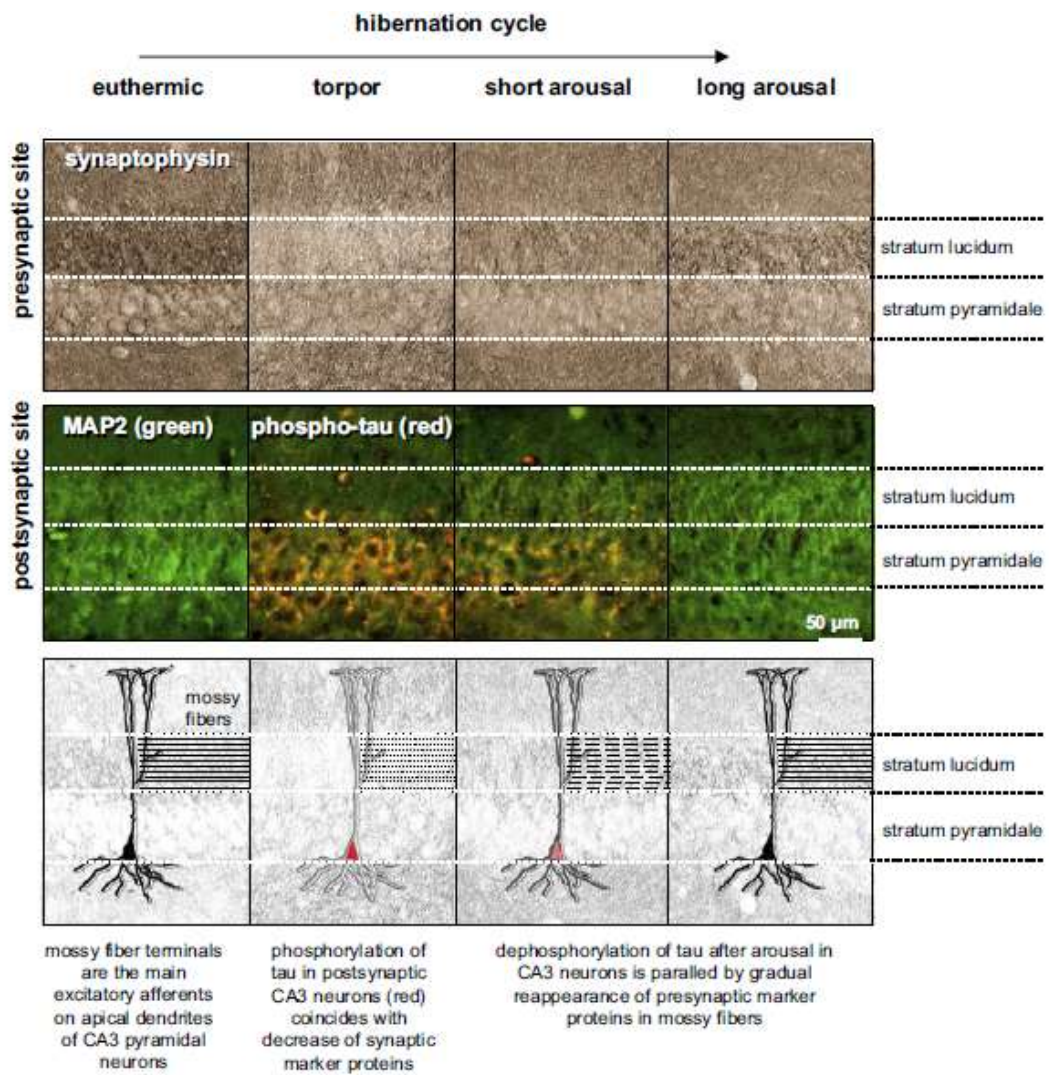 hibernation cycle
euthermic
torpor
short arousal
long arousal
presynaptic site
synaptophysin
stratum lucidum
stratum pyramidale
postsynaptic site
MAP2 (green)
phospho-tau (red)
stratum lucidum
stratum pyramidale
50 µm
mossy
fibers
stratum lucidum
stratum pyramidale
mossy fiber terminals
are the main
excitatory afferents
on apical dendrites
of CA3 pyramidal
neurons
phosphorylation of
tau in postsynaptic
CA3 neurons (red)
coincides with
decrease of synaptic
marker proteins
dephosphorylation of tau after arousal in
CA3 neurons is paralled by gradual
reappearance of presynaptic marker
proteins in mossy fibers